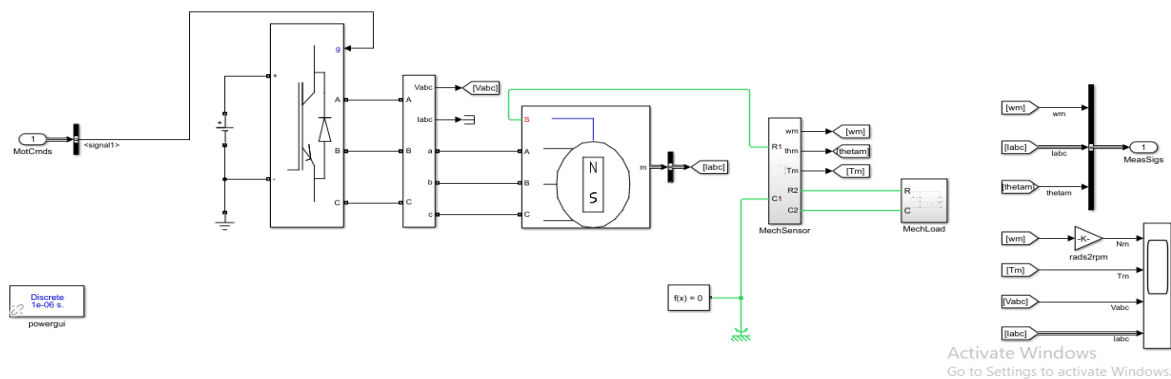 g
+
-
A
B
C
1
MotCmds
<signal1>
Vabc
Iabc
A
B
C
a
b
c
[Vabc]
S
A
B
C
N
S
m
[Iabc]
R1
C1
wm
thm
Tm
R2
C2
MechSensor
[wm]
[thetam]
[Tm]
R
C
MechLoad
f(x) = 0
Discrete
1e-06 s.
powergui
[wm]
wm
[Iabc]
Iabc
[thetam]
thetam
1
MeasSigs
[wm]
-K-
rads2rpm
Nm
[Tm]
Tm
[Vabc]
Vabc
[Iabc]
Iabc
Activate Windows
Go to Settings to activate Windows.